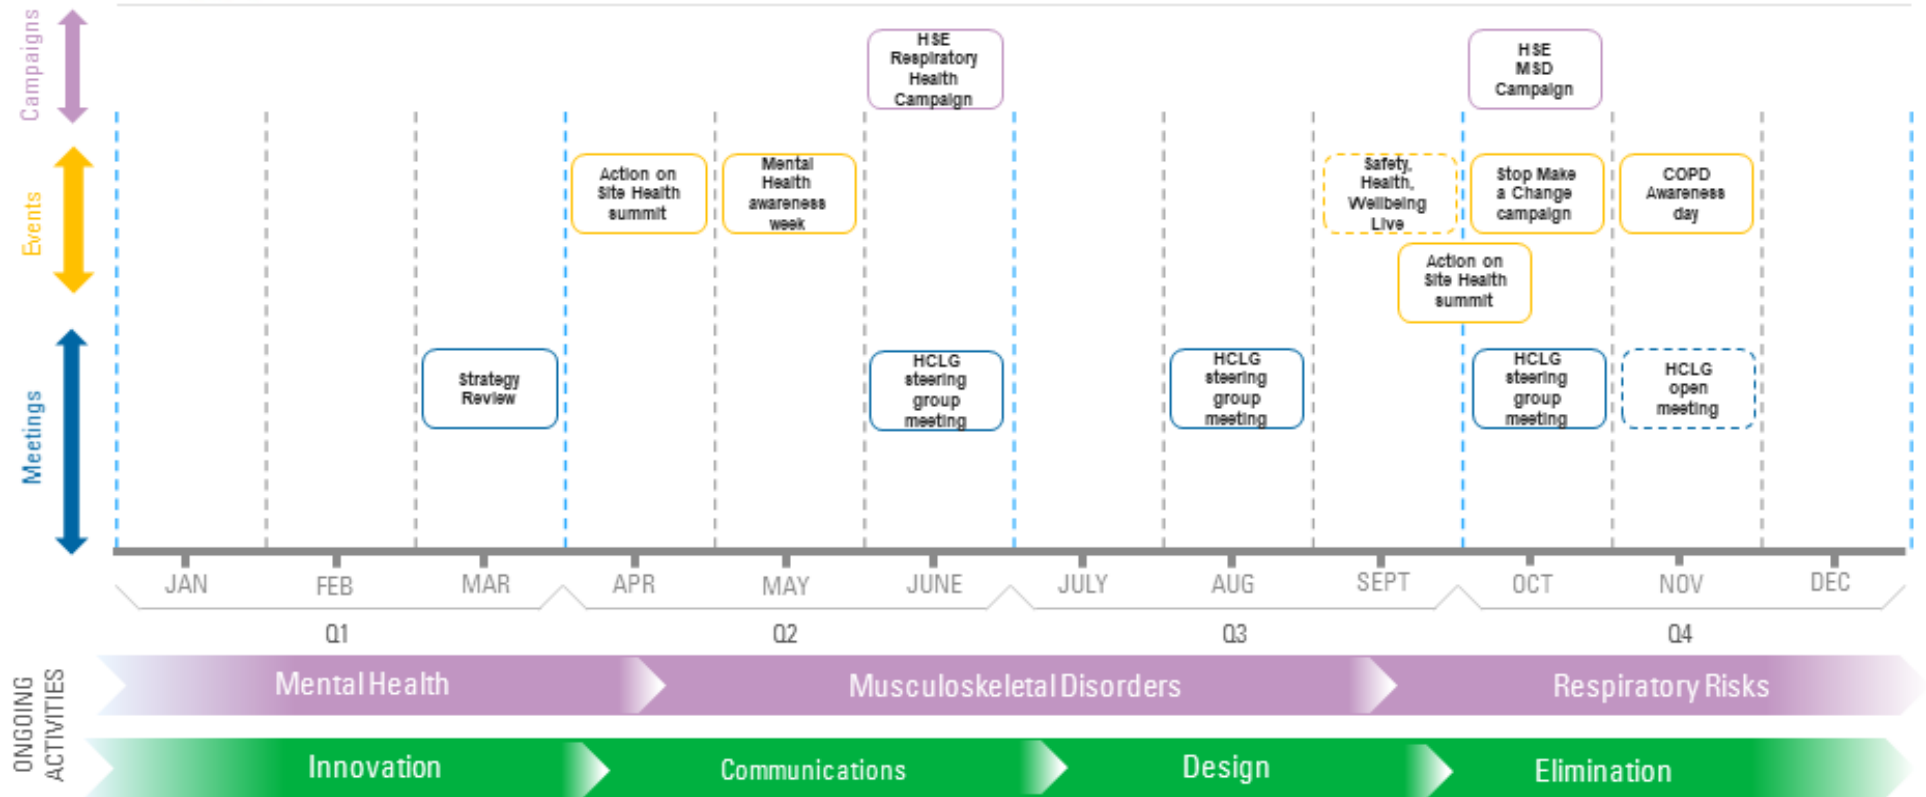 Campaigns
HSE
Respiratory
Health
Campaign
HSE
MSD
Campaign
Events
Action on
Site Health
summit
Mental
Health
awareness
week
Safety,
Health,
Wellbeing
Live
Stop Make
a Change
campaign
COPD
Awareness
day
Action on
Site Health
summit
Meetings
Strategy
Review
HCLG
steering
group
meeting
HCLG
steering
group
meeting
HCLG
steering
group
meeting
HCLG
open
meeting
JAN FEB MAR APR MAY JUNE JULY AUG SEPT OCT NOV DEC
Q1 Q2 Q3 Q4
ONGOING
ACTIVITIES
Mental Health Musculoskeletal Disorders Respiratory Risks
Innovation Communications Design Elimination